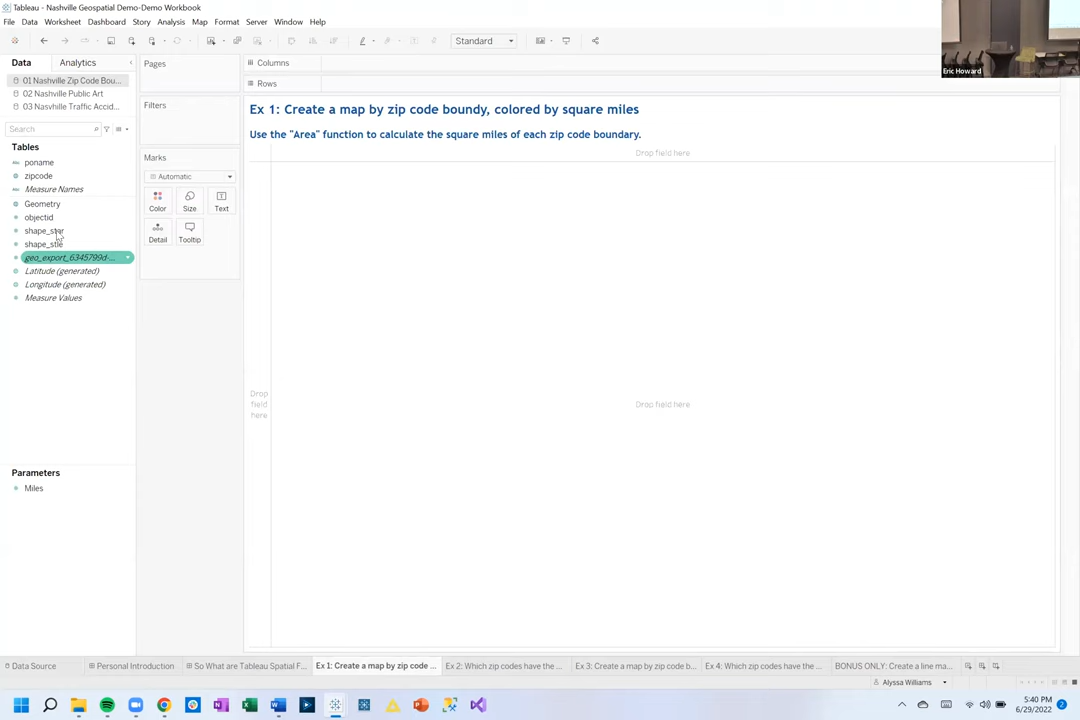 Tableau - Nashville Geospatial Demo-Demo Workbook
File Data Worksheet Dashboard Story Analysis Map Format Server Window Help
Standard
Eric Howard
Data Analytics
Pages
Columns
Rows
01 Nashville Zip Code Bou...
02 Nashville Public Art
03 Nasvhille Traffic Accid...
Filters
Search
Ex 1: Create a map by zip code boundy, colored by square miles
Use the "Area" function to calculate the square miles of each zip code boundary.
Tables
Drop field here
poname
zipcode
Measure Names
Marks
Automatic
Color Size Text
Detail Tooltip
Geometry
objectid
shape_star
shape_stle
geo_export_6345799d-...
Latitude (generated)
Longitude (generated)
Measure Values
Drop
field
here
Drop field here
Parameters
Miles
Data Source Personal Introduction So What are Tableau Spatial F... Ex 1: Create a map by zip code ... Ex 2: Which zip codes have the ... Ex 3: Create a map by zip code b... Ex 4: Which zip codes have the ... BONUS ONLY: Create a line ma...
Alyssa Williams
5:40 PM
6/29/2022
2